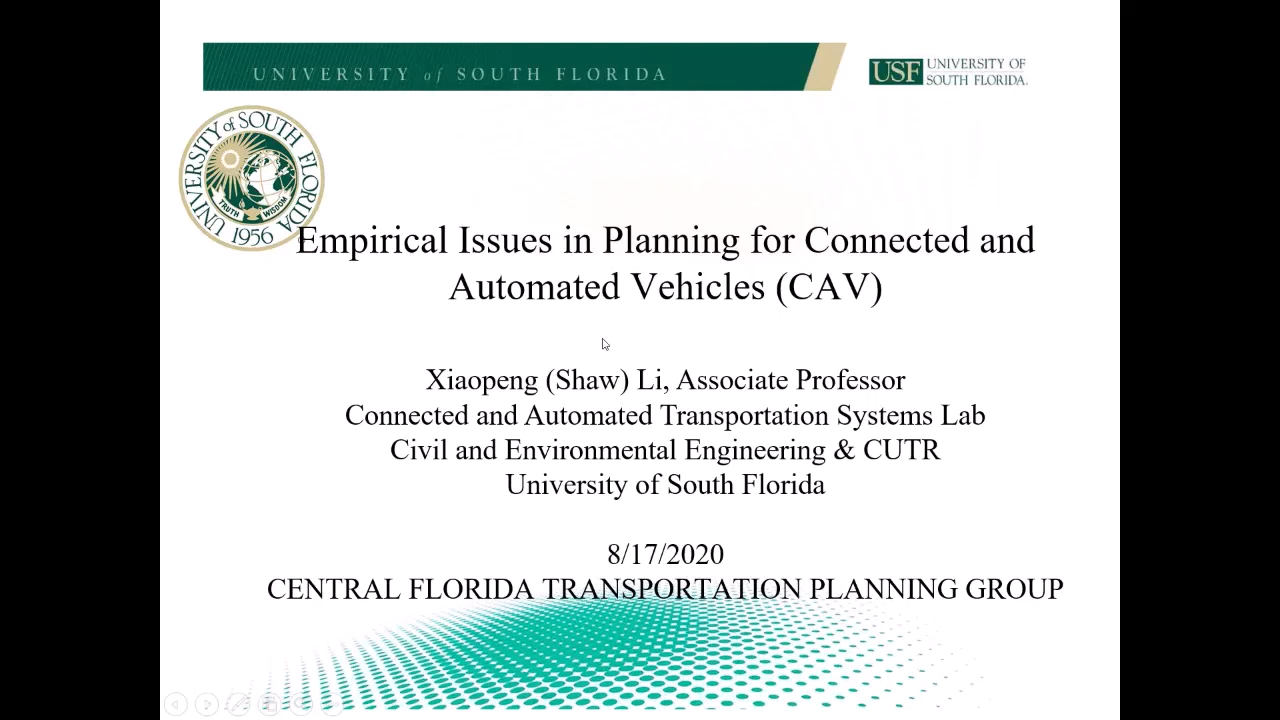 UNIVERSITY of SOUTH FLORIDA
USF UNIVERSITY OF
SOUTH FLORIDA.
UNIVERSITY of SOUTH FLORIDA
TRUTH WISDOM
1956
Empirical Issues in Planning for Connected and
Automated Vehicles (CAV)
Xiaopeng (Shaw) Li, Associate Professor
Connected and Automated Transportation Systems Lab
Civil and Environmental Engineering & CUTR
University of South Florida
8/17/2020
CENTRAL FLORIDA TRANSPORTATION PLANNING GROUP